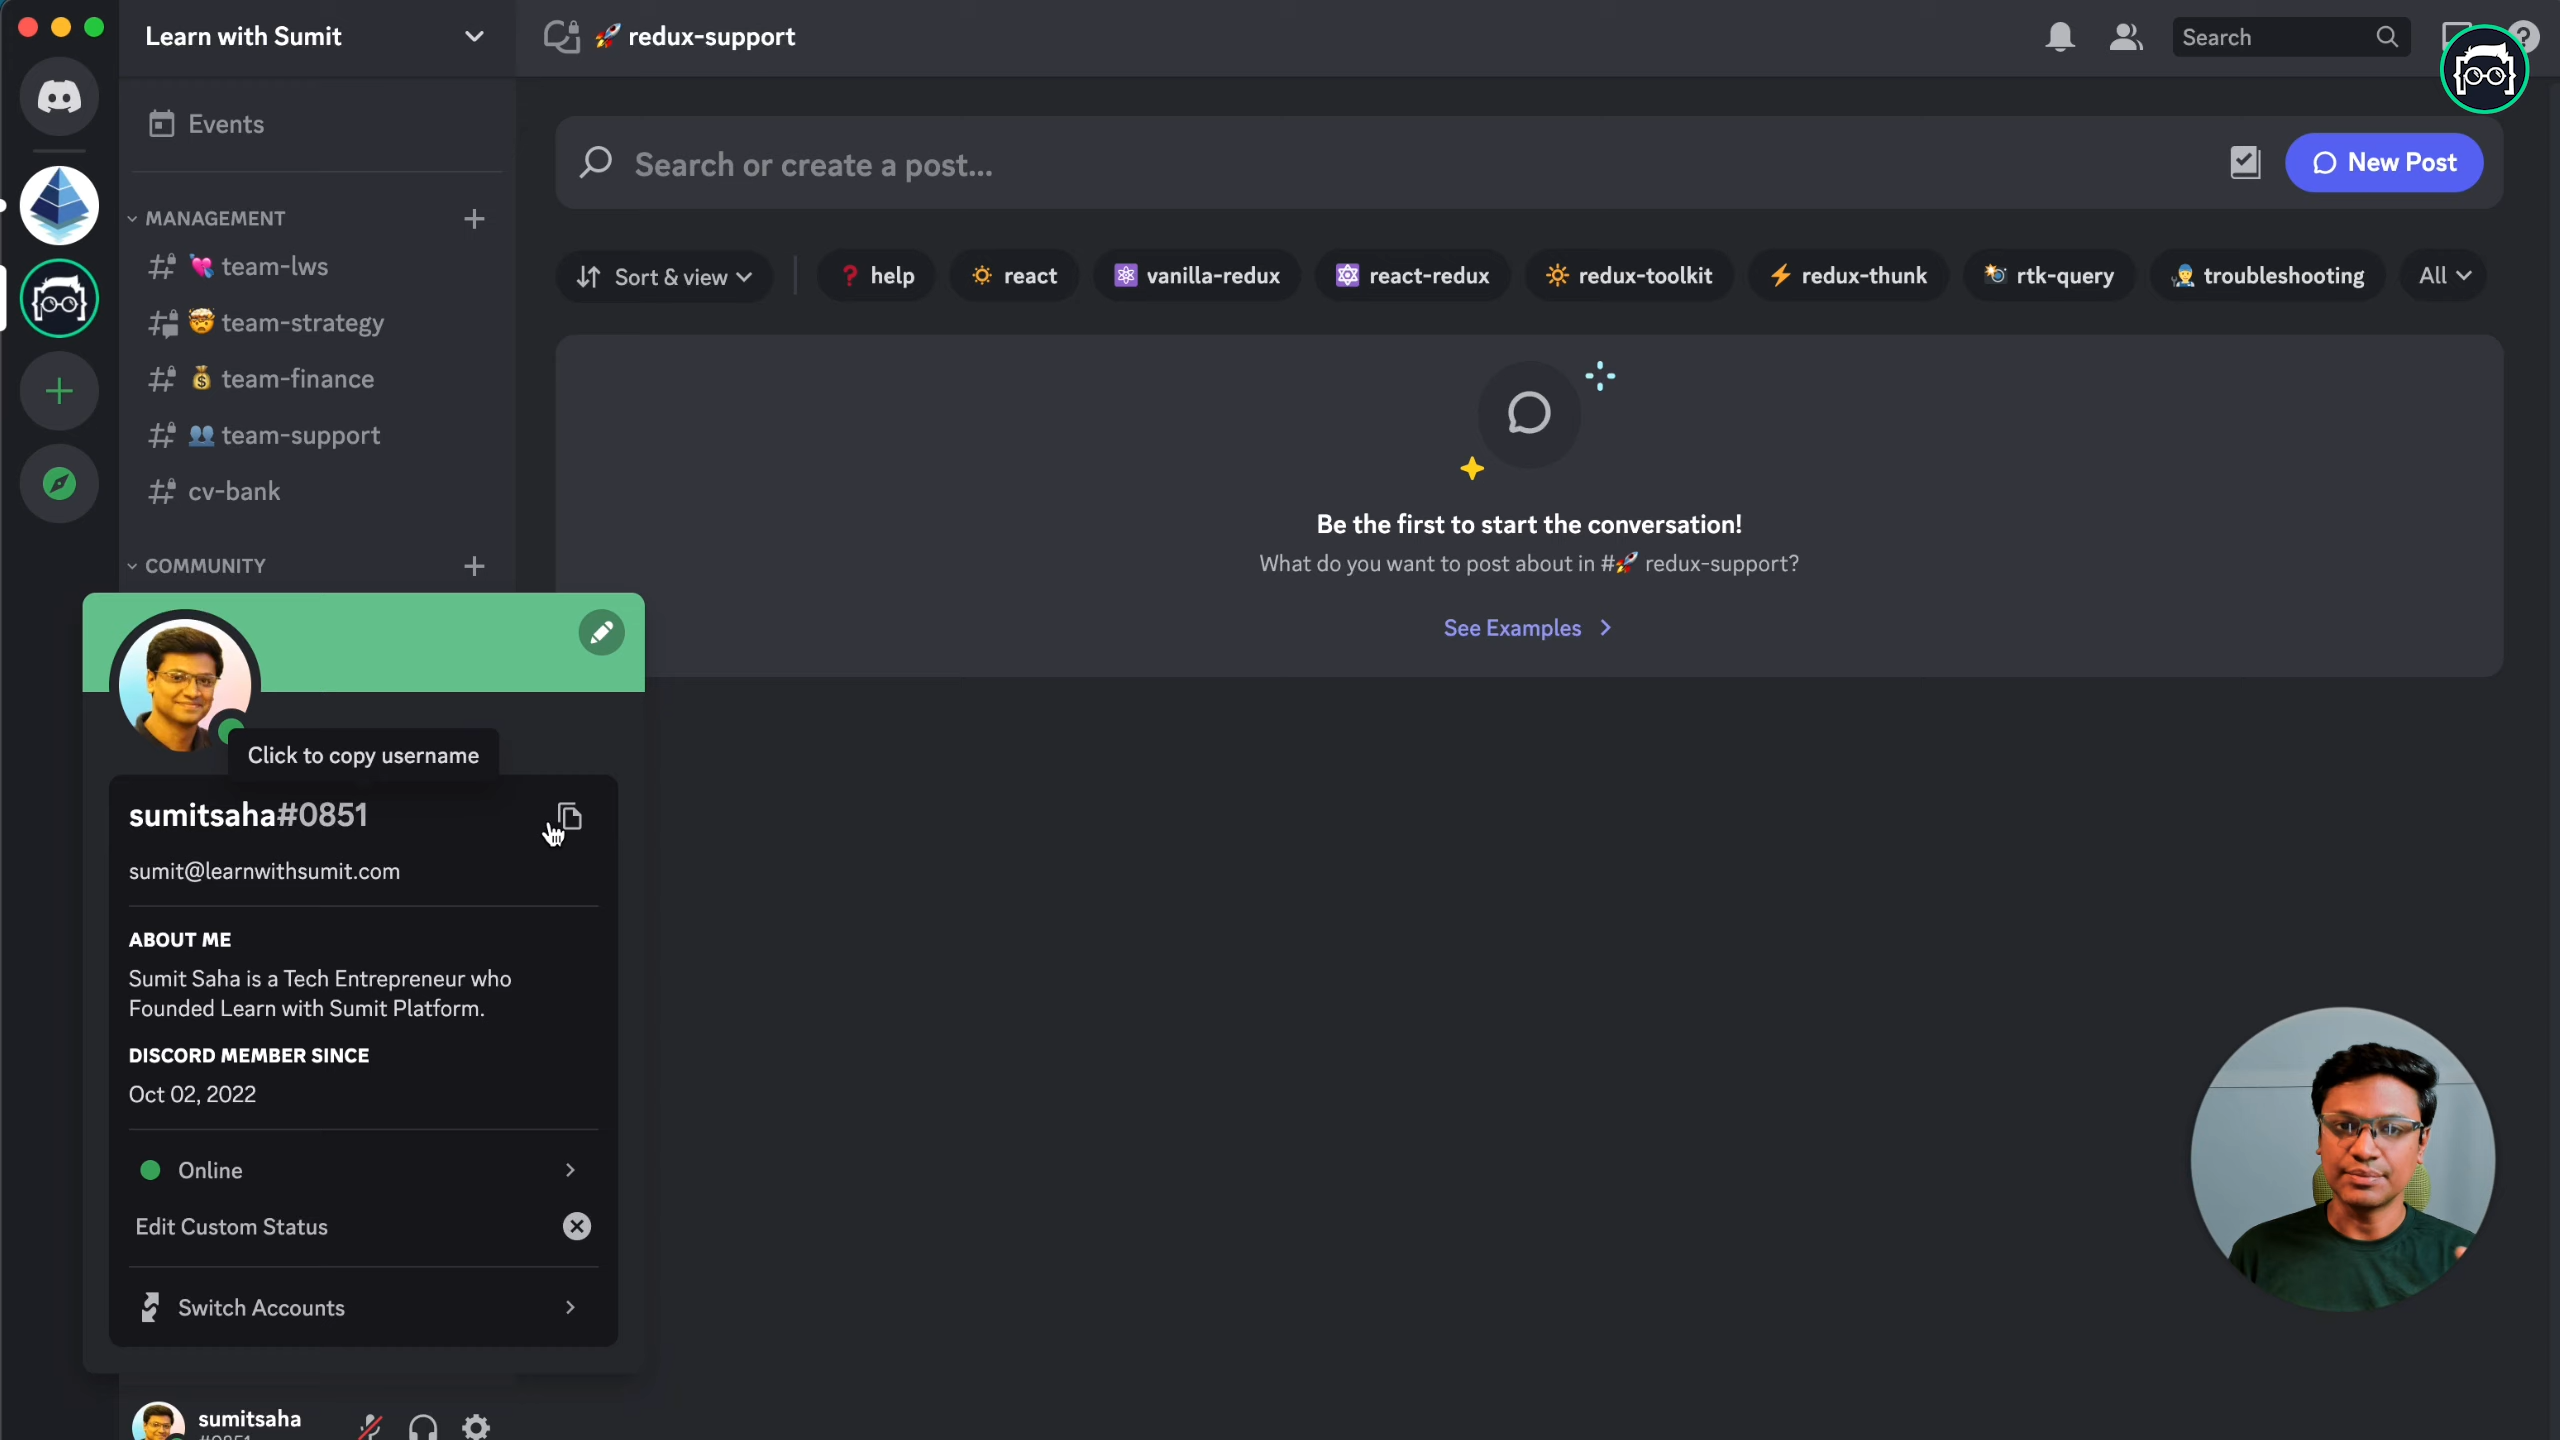 Learn with Sumit
redux-support
Search
Events
Search or create a post...
New Post
MANAGEMENT
team-lws
team-strategy
team-finance
team-support
cv-bank
COMMUNITY
Sort & view
help
react
vanilla-redux
react-redux
redux-toolkit
redux-thunk
rtk-query
troubleshooting
All
Be the first to start the conversation!
What do you want to post about in #🚀 redux-support?
See Examples
Click to copy username
sumitsaha#0851
sumit@learnwithsumit.com
ABOUT ME
Sumit Saha is a Tech Entrepreneur who
Founded Learn with Sumit Platform.
DISCORD MEMBER SINCE
Oct 02, 2022
Online
Edit Custom Status
Switch Accounts
sumitsaha
#0851